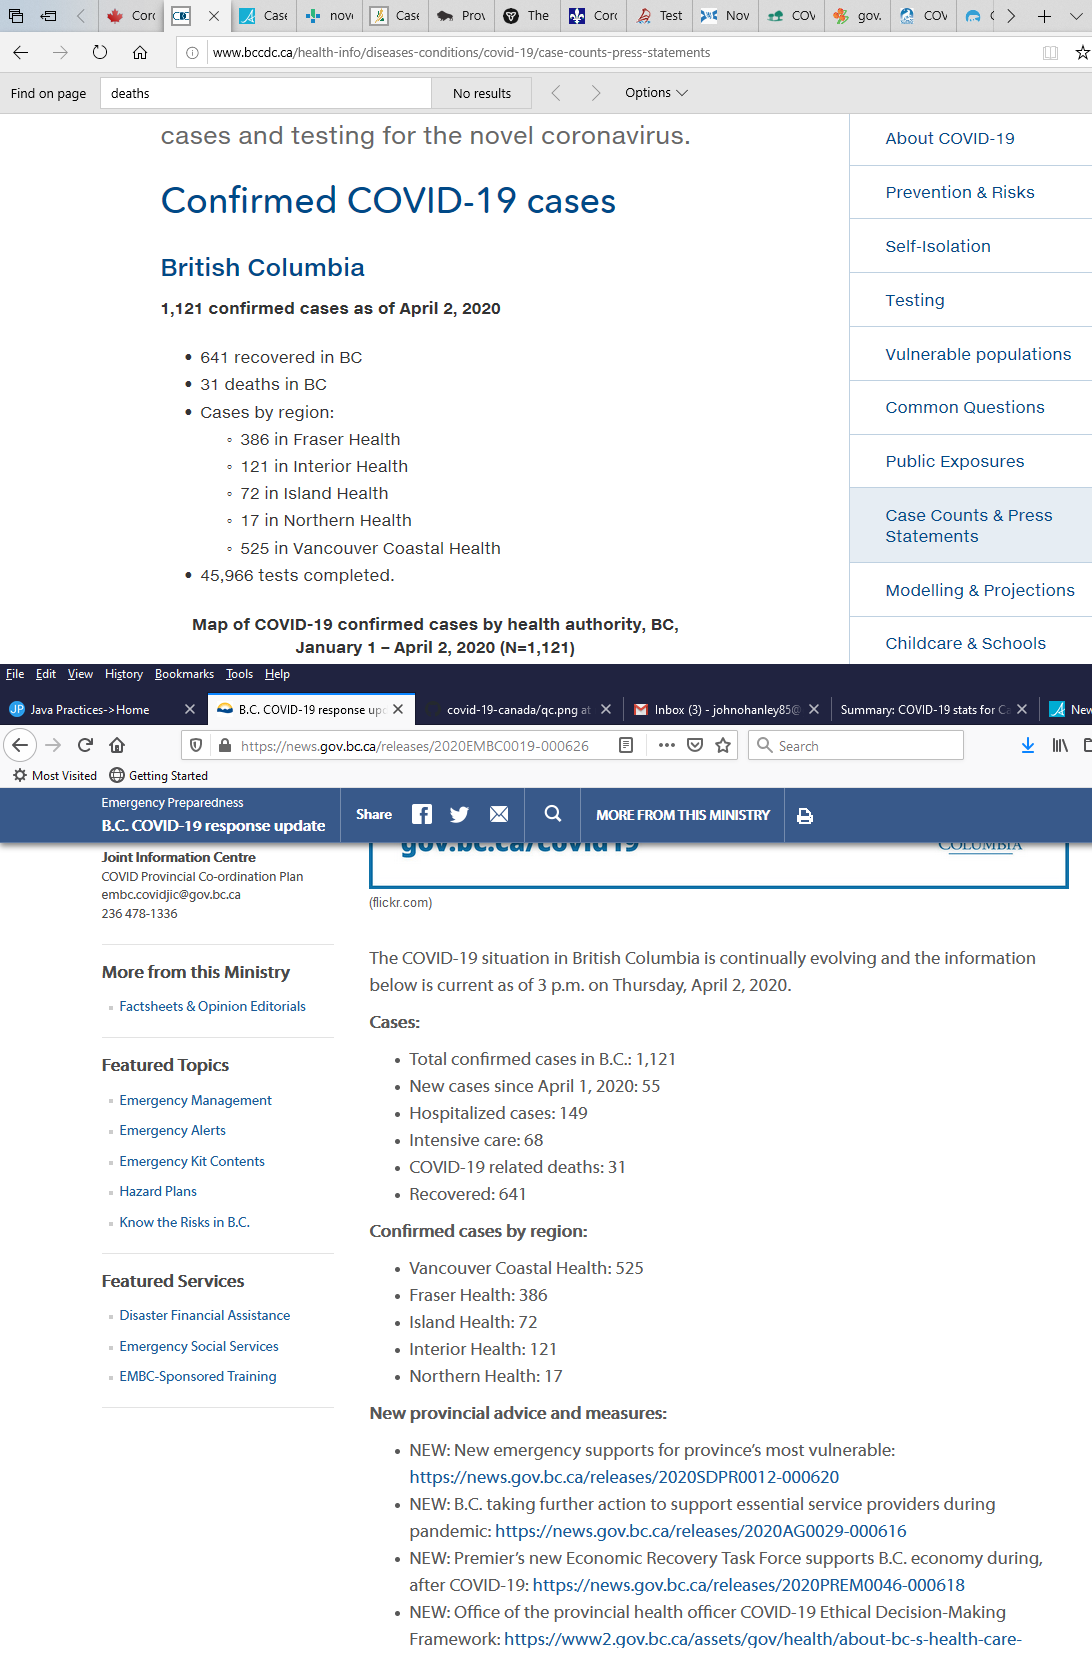 Corc
Case
nove
Case
Prov
The
Corc
Test
Nov
COV
gov.
COV
www.bccdc.ca/health-info/diseases-conditions/covid-19/case-counts-press-statements
Find on page
deaths
No results
Options
cases and testing for the novel coronavirus.
Confirmed COVID-19 cases
British Columbia
1,121 confirmed cases as of April 2, 2020
• 641 recovered in BC
• 31 deaths in BC
• Cases by region:
◦ 386 in Fraser Health
◦ 121 in Interior Health
◦ 72 in Island Health
◦ 17 in Northern Health
◦ 525 in Vancouver Coastal Health
• 45,966 tests completed.
Map of COVID-19 confirmed cases by health authority, BC,
January 1 – April 2, 2020 (N=1,121)
About COVID-19
Prevention & Risks
Self-Isolation
Testing
Vulnerable populations
Common Questions
Public Exposures
Case Counts & Press
Statements
Modelling & Projections
Childcare & Schools
File Edit View History Bookmarks Tools Help
JP Java Practices->Home
B.C. COVID-19 response upd
covid-19-canada/qc.png at
Inbox (3) - johnohanley85@
Summary: COVID-19 stats for Ca
New
https://news.gov.bc.ca/releases/2020EMBC0019-000626
Search
Most Visited
Getting Started
Emergency Preparedness
B.C. COVID-19 response update
Share
MORE FROM THIS MINISTRY
gov.bc.ca/covid19
COLUMBIA
Joint Information Centre
COVID Provincial Co-ordination Plan
embc.covidjic@gov.bc.ca
236 478-1336
More from this Ministry
Factsheets & Opinion Editorials
Featured Topics
Emergency Management
Emergency Alerts
Emergency Kit Contents
Hazard Plans
Know the Risks in B.C.
Featured Services
Disaster Financial Assistance
Emergency Social Services
EMBC-Sponsored Training
(flickr.com)
The COVID-19 situation in British Columbia is continually evolving and the information
below is current as of 3 p.m. on Thursday, April 2, 2020.
Cases:
• Total confirmed cases in B.C.: 1,121
• New cases since April 1, 2020: 55
• Hospitalized cases: 149
• Intensive care: 68
• COVID-19 related deaths: 31
• Recovered: 641
Confirmed cases by region:
• Vancouver Coastal Health: 525
• Fraser Health: 386
• Island Health: 72
• Interior Health: 121
• Northern Health: 17
New provincial advice and measures:
• NEW: New emergency supports for province’s most vulnerable:
https://news.gov.bc.ca/releases/2020SDPR0012-000620
• NEW: B.C. taking further action to support essential service providers during
pandemic: https://news.gov.bc.ca/releases/2020AG0029-000616
• NEW: Premier’s new Economic Recovery Task Force supports B.C. economy during,
after COVID-19: https://news.gov.bc.ca/releases/2020PREM0046-000618
• NEW: Office of the provincial health officer COVID-19 Ethical Decision-Making
Framework: https://www2.gov.bc.ca/assets/gov/health/about-bc-s-health-care-